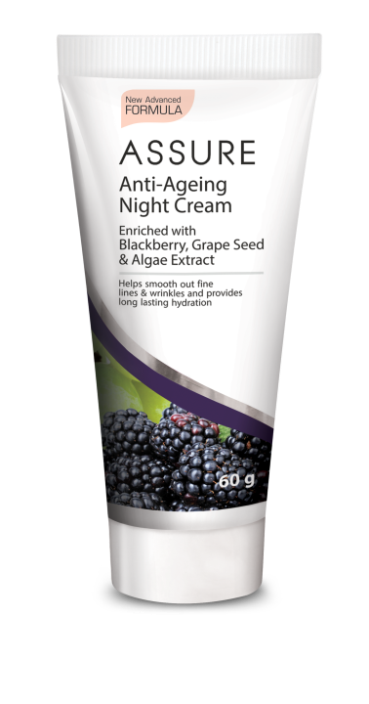 New Advanced
FORMULA
ASSURE
Anti-Ageing
Night Cream
Enriched with
Blackberry, Grape Seed
& Algae Extract
Helps smooth out fine
lines & wrinkles and provides
long lasting hydration
60 g